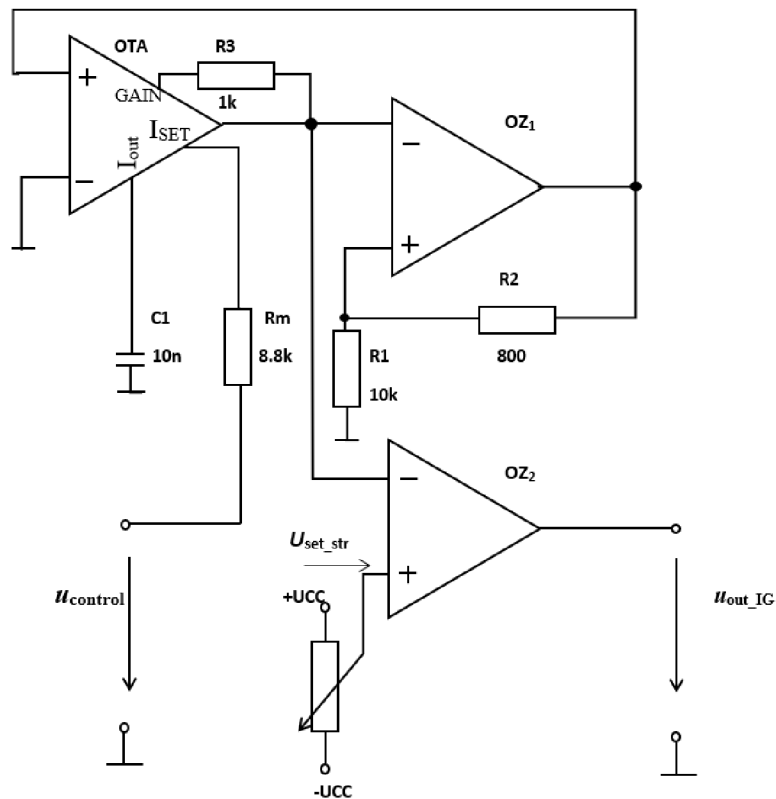 OTA
R3
+
GAIN
1k
ISET
Iout
−
OZ1
−
+
R2
800
C1
10n
Rm
8.8k
R1
10k
OZ2
−
Uset_str
+
+UCC
ucontrol
uout_IG
-UCC